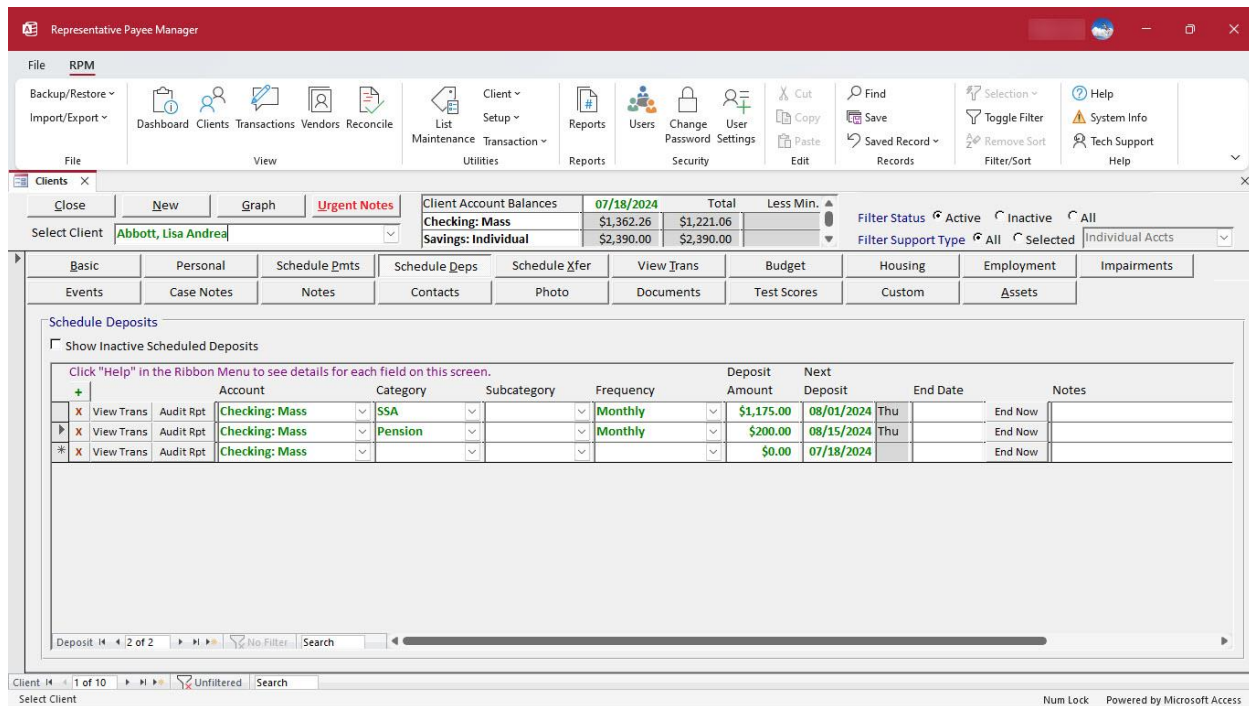 Representative Payee Manager
File RPM
Backup/Restore
Import/Export
File
Dashboard Clients Transactions Vendors Reconcile
View
List Maintenance
Client
Setup
Transaction
Utilities
Reports
Reports
Users Change Password User Settings
Security
Cut
Copy
Paste
Edit
Find
Save
Saved Record
Records
Selection
Toggle Filter
Remove Sort
Filter/Sort
Help
System Info
Tech Support
Help
Clients
Close New Graph Urgent Notes
Select Client Abbott, Lisa Andrea
Client Account Balances 07/18/2024 Total Less Min.
Checking: Mass $1,362.26 $1,221.06
Savings: Individual $2,390.00 $2,390.00
Filter Status Active Inactive All
Filter Support Type All Selected Individual Accts
Basic Personal Schedule Pmts Schedule Deps Schedule Xfer View Trans Budget Housing Employment Impairments
Events Case Notes Notes Contacts Photo Documents Test Scores Custom Assets
Schedule Deposits
Show Inactive Scheduled Deposits
Click "Help" in the Ribbon Menu to see details for each field on this screen.
+ Account Category Subcategory Frequency Deposit Amount Next Deposit End Date Notes
X View Trans Audit Rpt Checking: Mass SSA Monthly $1,175.00 08/01/2024 Thu End Now
X View Trans Audit Rpt Checking: Mass Pension Monthly $200.00 08/15/2024 Thu End Now
* X View Trans Audit Rpt Checking: Mass $0.00 07/18/2024 End Now
Deposit 2 of 2 No Filter Search
Client 1 of 10 Unfiltered Search
Select Client Num Lock Powered by Microsoft Access